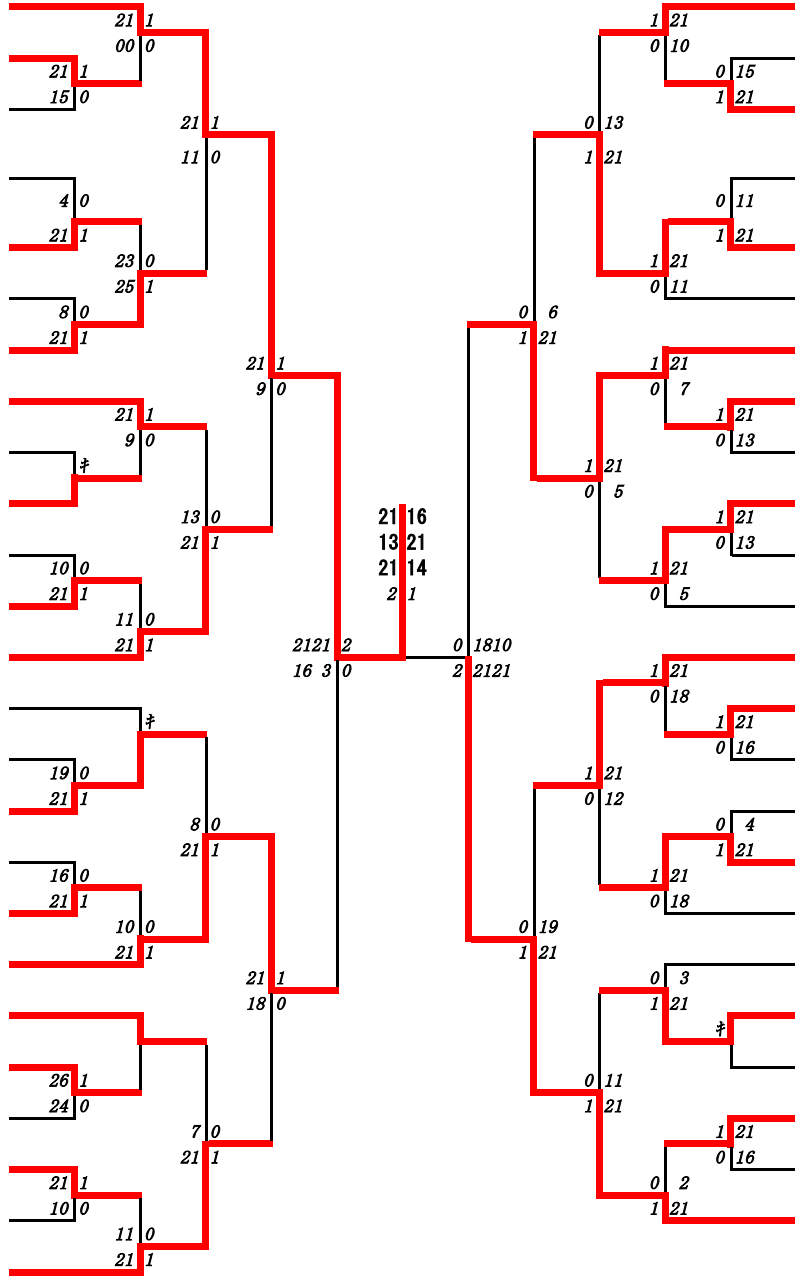 21 1 1 21
00 0 0 10
21 1 0 15
15 0 1 21
21 1 0 13
11 0 1 21
4 0 0 11
21 1 1 21
23 0 1 21
25 1 0 11
8 0 0 6
21 1 1 21
21 1 1 21
9 0 0 7
21 1 1 21
9 0 0 13
ｷ 1 21
0 5
13 0 21 16 1 21
21 1 13 21 0 13
10 0 21 14 1 21
21 1 2 1 0 5
11 0
21 1 2121 2 0 1810
16 3 0 2 2121 1 21
0 18
ｷ 1 21
0 16
19 0 1 21
21 1 0 12
8 0 0 4
21 1 1 21
16 0 1 21
21 1 0 18
10 0 0 19
21 1 1 21
21 1 0 3
18 0 1 21
ｷ
26 1 0 11
24 0 1 21
7 0 1 21
21 1 0 16
21 1 0 2
10 0 1 21
11 0
21 1